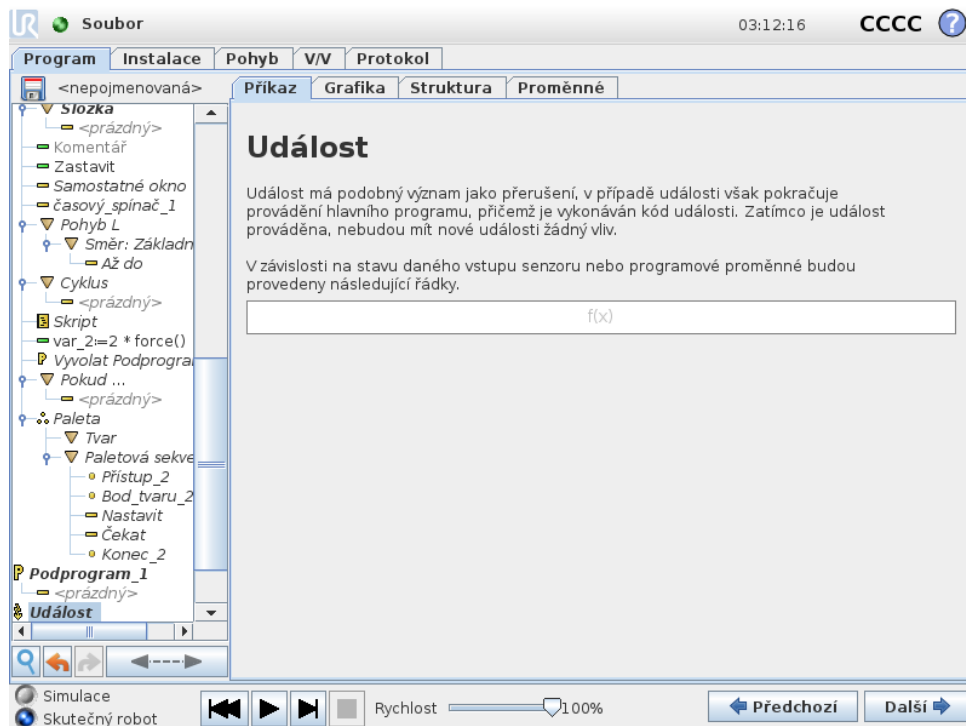 UR Soubor 03:12:16 CCCC ?
Program Instalace Pohyb V/V Protokol
<nepojmenovaná> Příkaz Grafika Struktura Proměnné
Složka
<prázdný>
Komentář
Zastavit
Samostatné okno
časový_spínač_1
Pohyb L
Směr: Základn
Až do
Cyklus
<prázdný>
Skript
var_2:=2 * force()
Vyvolat Podprogra
Pokud ...
<prázdný>
Paleta
Tvar
Paletová sekve
Přístup_2
Bod_tvaru_2
Nastavit
Čekat
Konec_2
P Podprogram_1
<prázdný>
Událost
Událost
Událost má podobný význam jako přerušení, v případě události však pokračuje
provádění hlavního programu, přičemž je vykonáván kód události. Zatímco je událost
prováděna, nebudou mít nové události žádný vliv.
V závislosti na stavu daného vstupu senzoru nebo programové proměnné budou
provedeny následující řádky.
f(x)
Simulace
Skutečný robot
Rychlost 100%
Předchozí Další